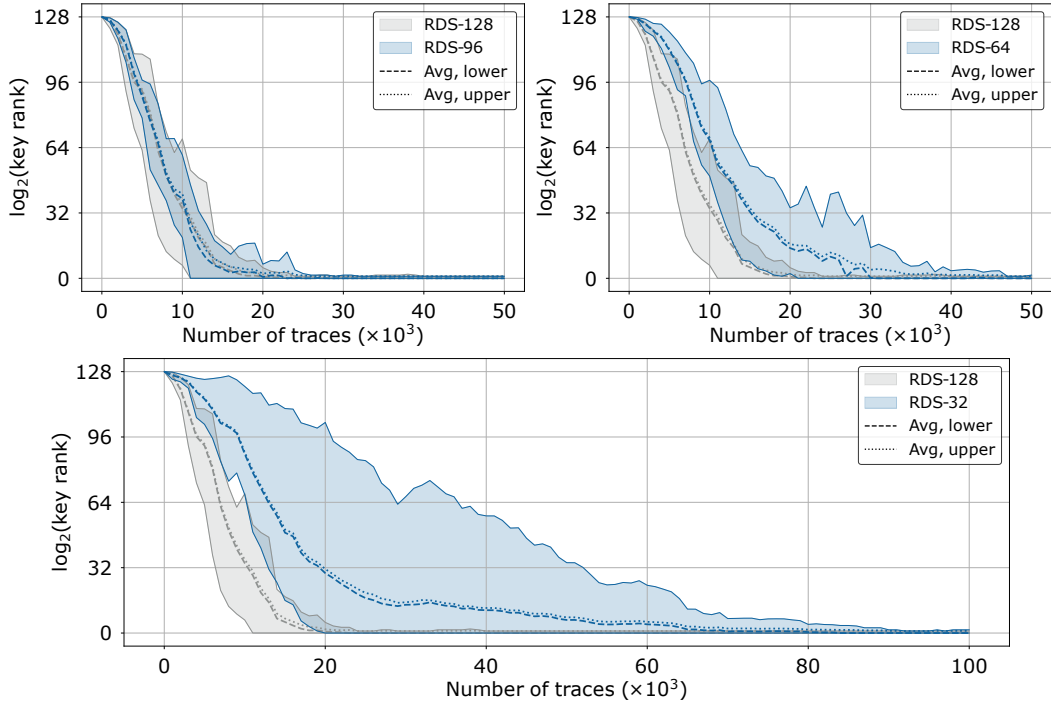 log₂(key rank)
128
96
64
32
0
0
10
20
30
40
50
Number of traces (×10³)
RDS-128
RDS-96
Avg, lower
Avg, upper
log₂(key rank)
128
96
64
32
0
0
10
20
30
40
50
Number of traces (×10³)
RDS-128
RDS-64
Avg, lower
Avg, upper
log₂(key rank)
128
96
64
32
0
0
20
40
60
80
100
Number of traces (×10³)
RDS-128
RDS-32
Avg, lower
Avg, upper